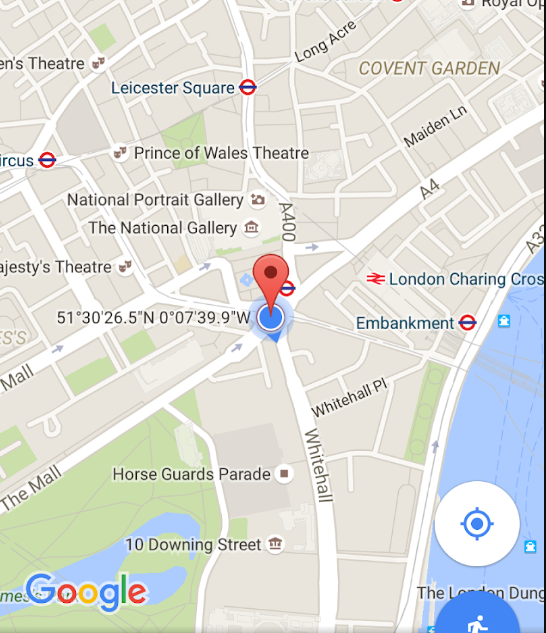 Royal Op
Long Acre
en's Theatre
COVENT GARDEN
Leicester Square
Maiden Ln
Prince of Wales Theatre
ircus
A4
National Portrait Gallery
A400
The National Gallery
A32
ajesty's Theatre
London Charing Cros
51°30'26.5"N 0°07'39.9"W
Embankment
ES'S
Mall
Whitehall Pl
Whitehall
Horse Guards Parade
The Mall
10 Downing Street
Google
The London Dung